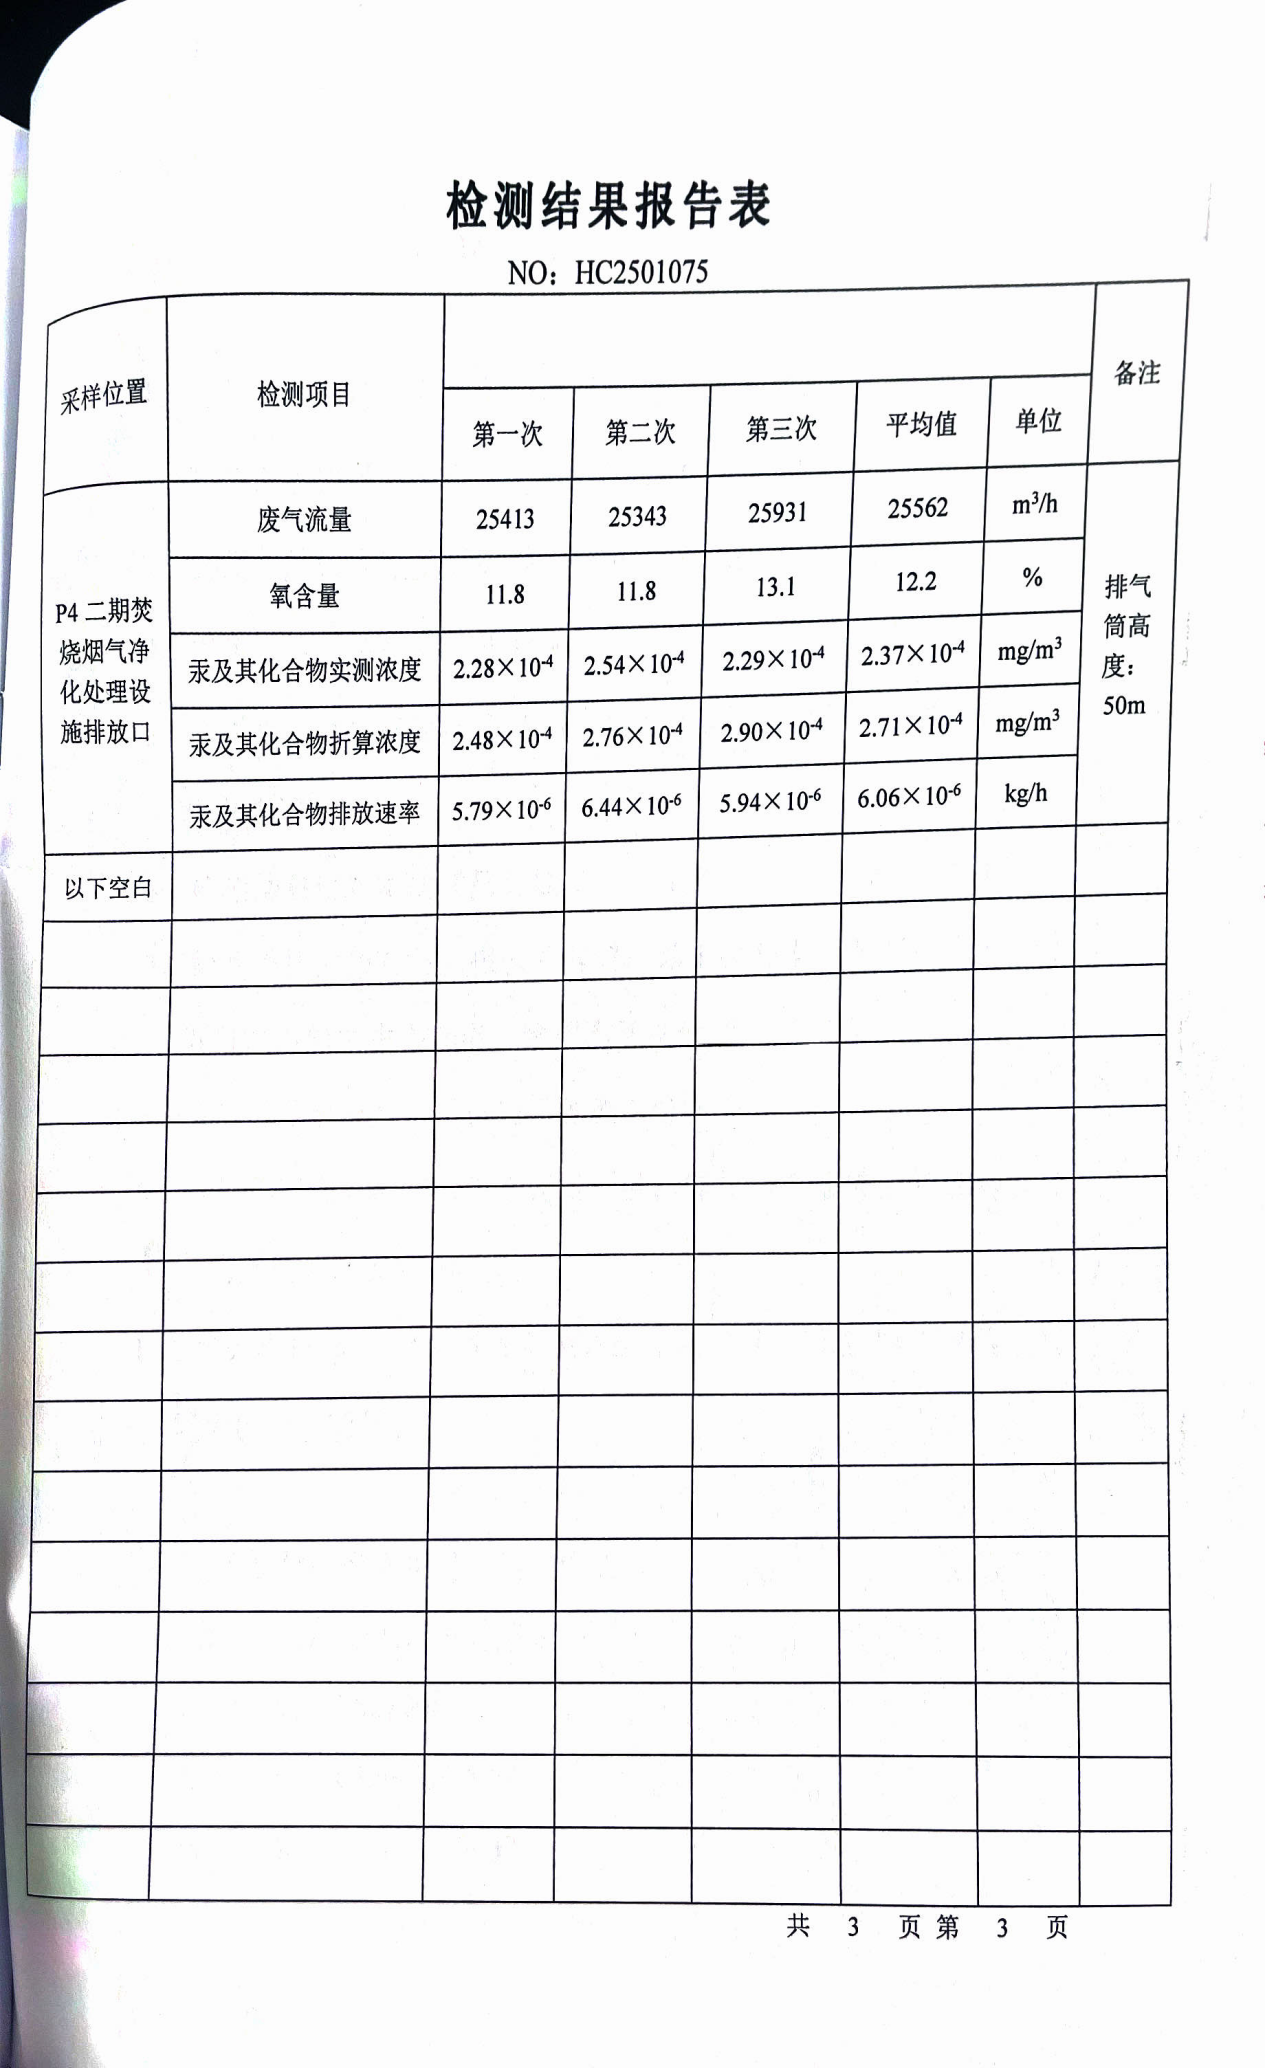 检测结果报告表
NO：HC2501075
采样位置 检测项目 备注
第一次 第二次 第三次 平均值 单位
P4 二期焚
烧烟气净
化处理设
施排放口
废气流量 25413 25343 25931 25562 m³/h
氧含量 11.8 11.8 13.1 12.2 %
汞及其化合物实测浓度 2.28×10⁻⁴ 2.54×10⁻⁴ 2.29×10⁻⁴ 2.37×10⁻⁴ mg/m³
汞及其化合物折算浓度 2.48×10⁻⁴ 2.76×10⁻⁴ 2.90×10⁻⁴ 2.71×10⁻⁴ mg/m³
汞及其化合物排放速率 5.79×10⁻⁶ 6.44×10⁻⁶ 5.94×10⁻⁶ 6.06×10⁻⁶ kg/h
排气
筒高
度：
50m
以下空白
共 3 页 第 3 页